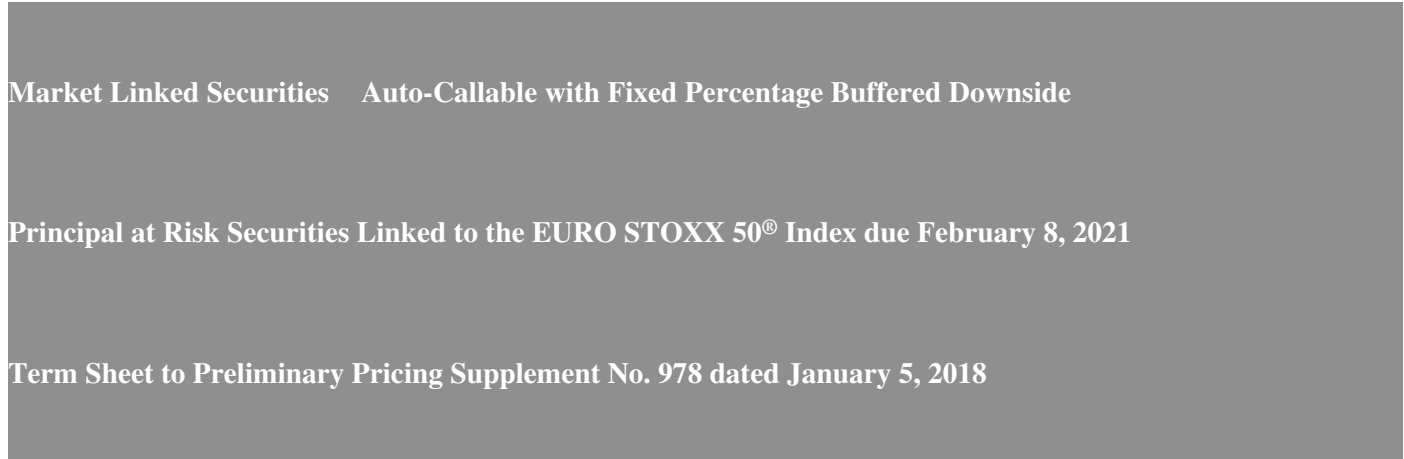 Market Linked Securities Auto-Callable with Fixed Percentage Buffered Downside
Principal at Risk Securities Linked to the EURO STOXX 50® Index due February 8, 2021
Term Sheet to Preliminary Pricing Supplement No. 978 dated January 5, 2018